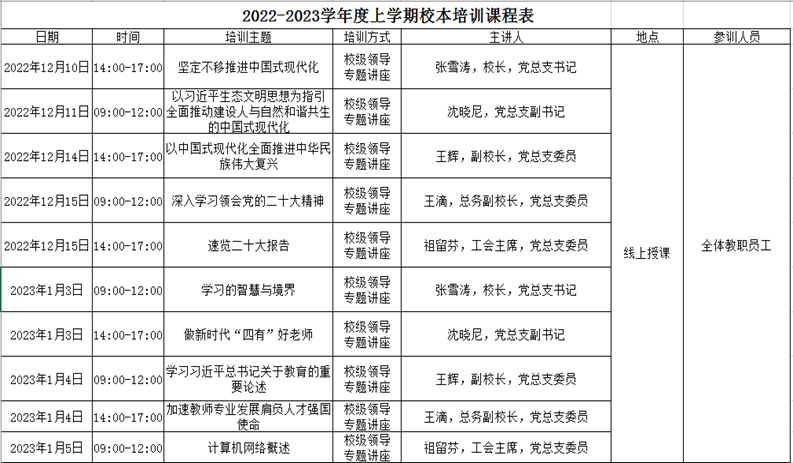 2022-2023学年度上学期校本培训课程表
日期 时间 培训主题 培训方式 主讲人 地点 参训人员
2022年12月10日 14:00-17:00 坚定不移推进中国式现代化 校级领导
专题讲座 张雪涛，校长，党总支书记
2022年12月11日 09:00-12:00 以习近平生态文明思想为指引
全面推动建设人与自然和谐共生
的中国式现代化 校级领导
专题讲座 沈晓尼，党总支副书记
2022年12月14日 14:00-17:00 以中国式现代化全面推进中华民
族伟大复兴 校级领导
专题讲座 王辉，副校长，党总支委员
2022年12月15日 09:00-12:00 深入学习领会党的二十大精神 校级领导
专题讲座 王滴，总务副校长，党总支委员
2022年12月15日 14:00-17:00 速览二十大报告 校级领导
专题讲座 祖留芬，工会主席，党总支委员
线上授课 全体教职员工
2023年1月3日 09:00-12:00 学习的智慧与境界 校级领导
专题讲座 张雪涛，校长，党总支书记
2023年1月3日 14:00-17:00 做新时代“四有”好老师 校级领导
专题讲座 沈晓尼，党总支副书记
2023年1月4日 09:00-12:00 学习习近平总书记关于教育的重
要论述 校级领导
专题讲座 王辉，副校长，党总支委员
2023年1月4日 14:00-17:00 加速教师专业发展肩负人才强国
使命 校级领导
专题讲座 王滴，总务副校长，党总支委员
2023年1月5日 09:00-12:00 计算机网络概述 校级领导
专题讲座 祖留芬，工会主席，党总支委员